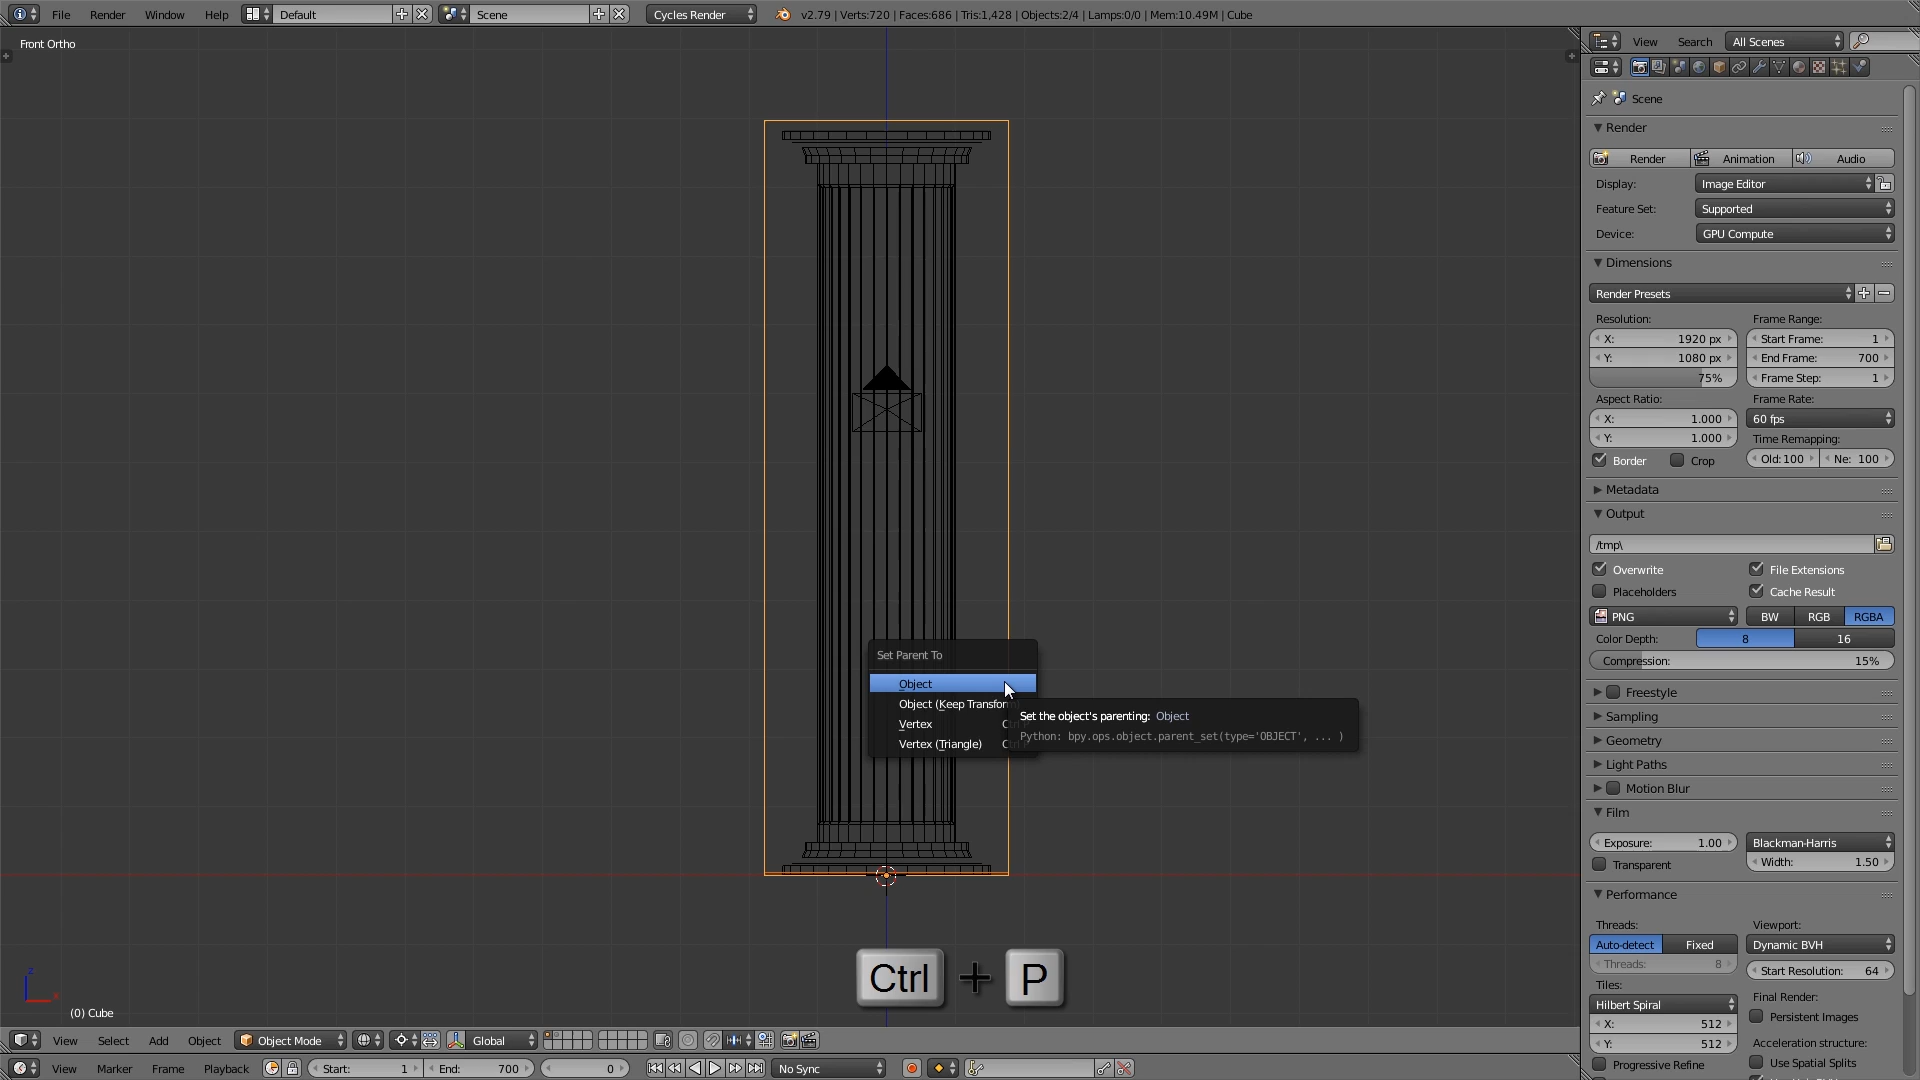 File Render Window Help Default Scene Cycles Render v2.79 | Verts:720 | Faces:686 | Tris:1,428 | Objects:2/4 | Lamps:0/0 | Mem:10.49M | Cube
Front Ortho
View Search All Scenes
Scene
Render
Render Animation Audio
Display: Image Editor
Feature Set: Supported
Device: GPU Compute
Dimensions
Render Presets
Resolution: Frame Range:
X: 1920 px Start Frame: 1
Y: 1080 px End Frame: 700
75% Frame Step: 1
Aspect Ratio: Frame Rate:
X: 1.000 60 fps
Y: 1.000 Time Remapping:
Border Crop Old: 100 Ne: 100
Metadata
Output
/tmp\
Overwrite File Extensions
Placeholders Cache Result
PNG BW RGB RGBA
Color Depth: 8 16
Compression: 15%
Freestyle
Sampling
Geometry
Light Paths
Motion Blur
Film
Exposure: 1.00 Blackman-Harris
Transparent Width: 1.50
Performance
Threads: Viewport:
Auto-detect Fixed Dynamic BVH
Threads: 8 Start Resolution: 64
Tiles: Final Render:
Hilbert Spiral Persistent Images
X: 512
Y: 512 Acceleration structure:
Progressive Refine Use Spatial Splits
Set Parent To
Object
Object (Keep Transform
Vertex
Vertex (Triangle)
Set the object's parenting: Object
Python: bpy.ops.object.parent_set(type='OBJECT', ... )
Ctrl + P
z
x
(0) Cube
View Select Add Object Object Mode Global
View Marker Frame Playback Start: 1 End: 700 0 No Sync